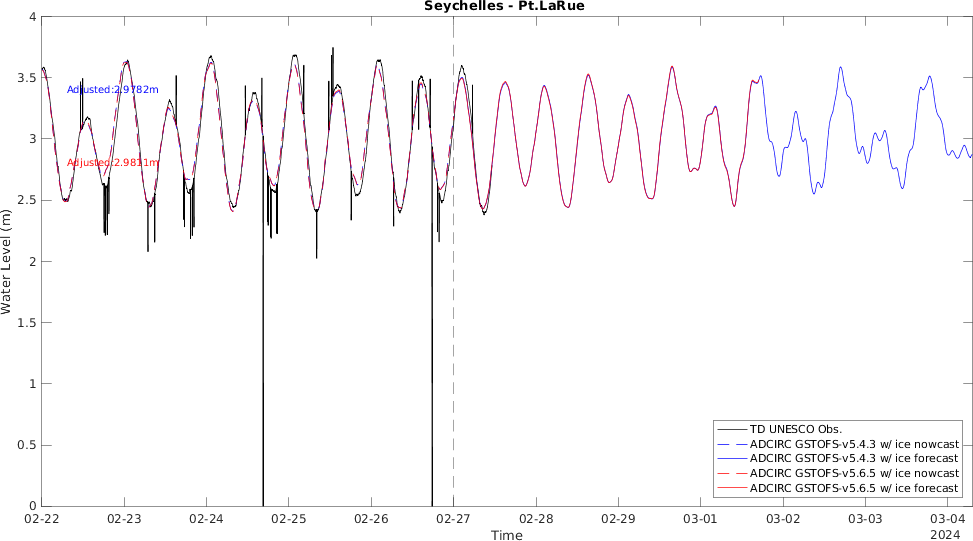 Seychelles - Pt.LaRue
4
3.5
3
2.5
2
1.5
1
0.5
0
Water Level (m)
Adjusted:2.9782m
Adjusted:2.9811m
TD UNESCO Obs.
ADCIRC GSTOFS-v5.4.3 w/ ice nowcast
ADCIRC GSTOFS-v5.4.3 w/ ice forecast
ADCIRC GSTOFS-v5.6.5 w/ ice nowcast
ADCIRC GSTOFS-v5.6.5 w/ ice forecast
02-22 02-23 02-24 02-25 02-26 02-27 02-28 02-29 03-01 03-02 03-03 03-04
Time
2024